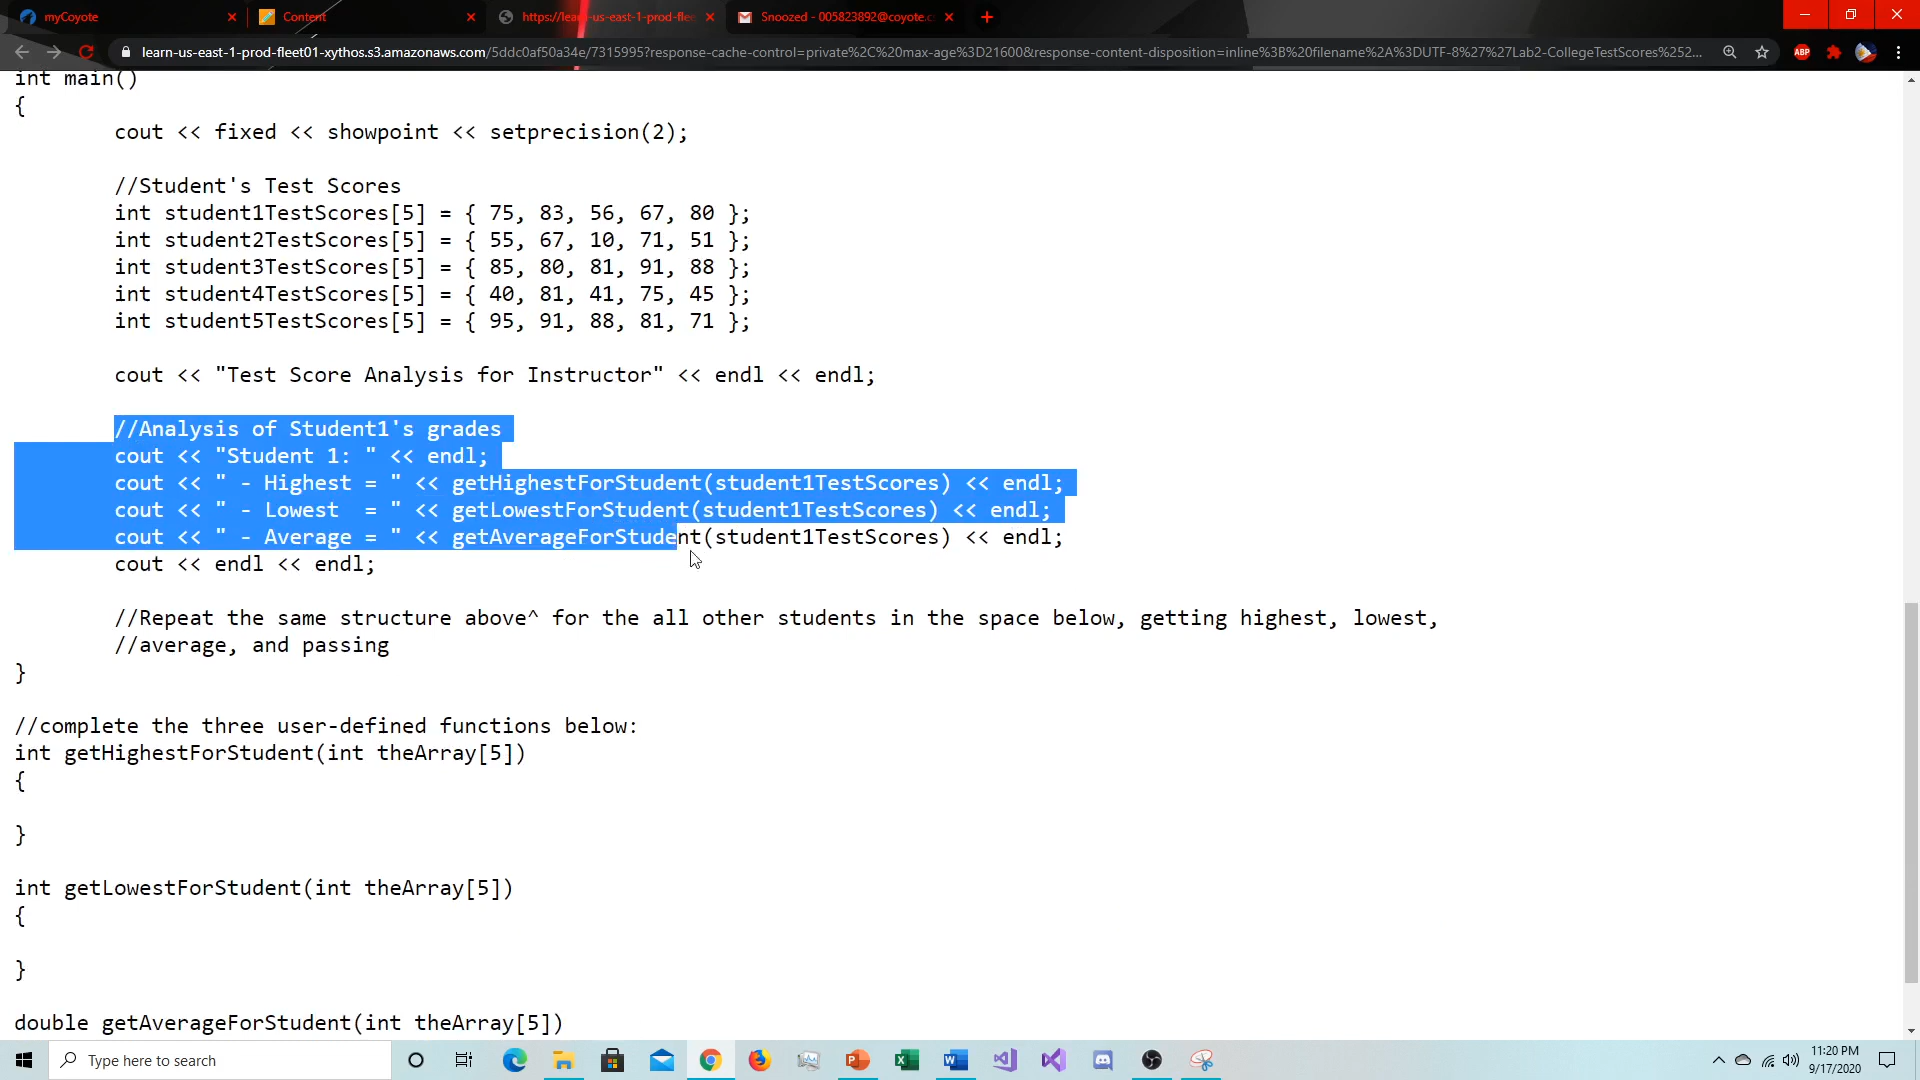 myCoyote
Content
https://learn-us-east-1-prod-flee
Snoozed - 005823892@coyote.c
learn-us-east-1-prod-fleet01-xythos.s3.amazonaws.com/5ddc0af50a34e/7315995?response-cache-control=private%2C%20max-age%3D21600&response-content-disposition=inline%3B%20filename%2A%3DUTF-8%27%27Lab2-CollegeTestScores%252...
ABP
int main()
{
cout << fixed << showpoint << setprecision(2);
//Student's Test Scores
int student1TestScores[5] = { 75, 83, 56, 67, 80 };
int student2TestScores[5] = { 55, 67, 10, 71, 51 };
int student3TestScores[5] = { 85, 80, 81, 91, 88 };
int student4TestScores[5] = { 40, 81, 41, 75, 45 };
int student5TestScores[5] = { 95, 91, 88, 81, 71 };
cout << "Test Score Analysis for Instructor" << endl << endl;
//Analysis of Student1's grades
cout << "Student 1: " << endl;
cout << " - Highest = " << getHighestForStudent(student1TestScores) << endl;
cout << " - Lowest  = " << getLowestForStudent(student1TestScores) << endl;
cout << " - Average = " << getAverageForStudent(student1TestScores) << endl;
cout << endl << endl;
//Repeat the same structure above^ for the all other students in the space below, getting highest, lowest,
//average, and passing
}
//complete the three user-defined functions below:
int getHighestForStudent(int theArray[5])
{
}
int getLowestForStudent(int theArray[5])
{
}
double getAverageForStudent(int theArray[5])
Type here to search
11:20 PM
9/17/2020